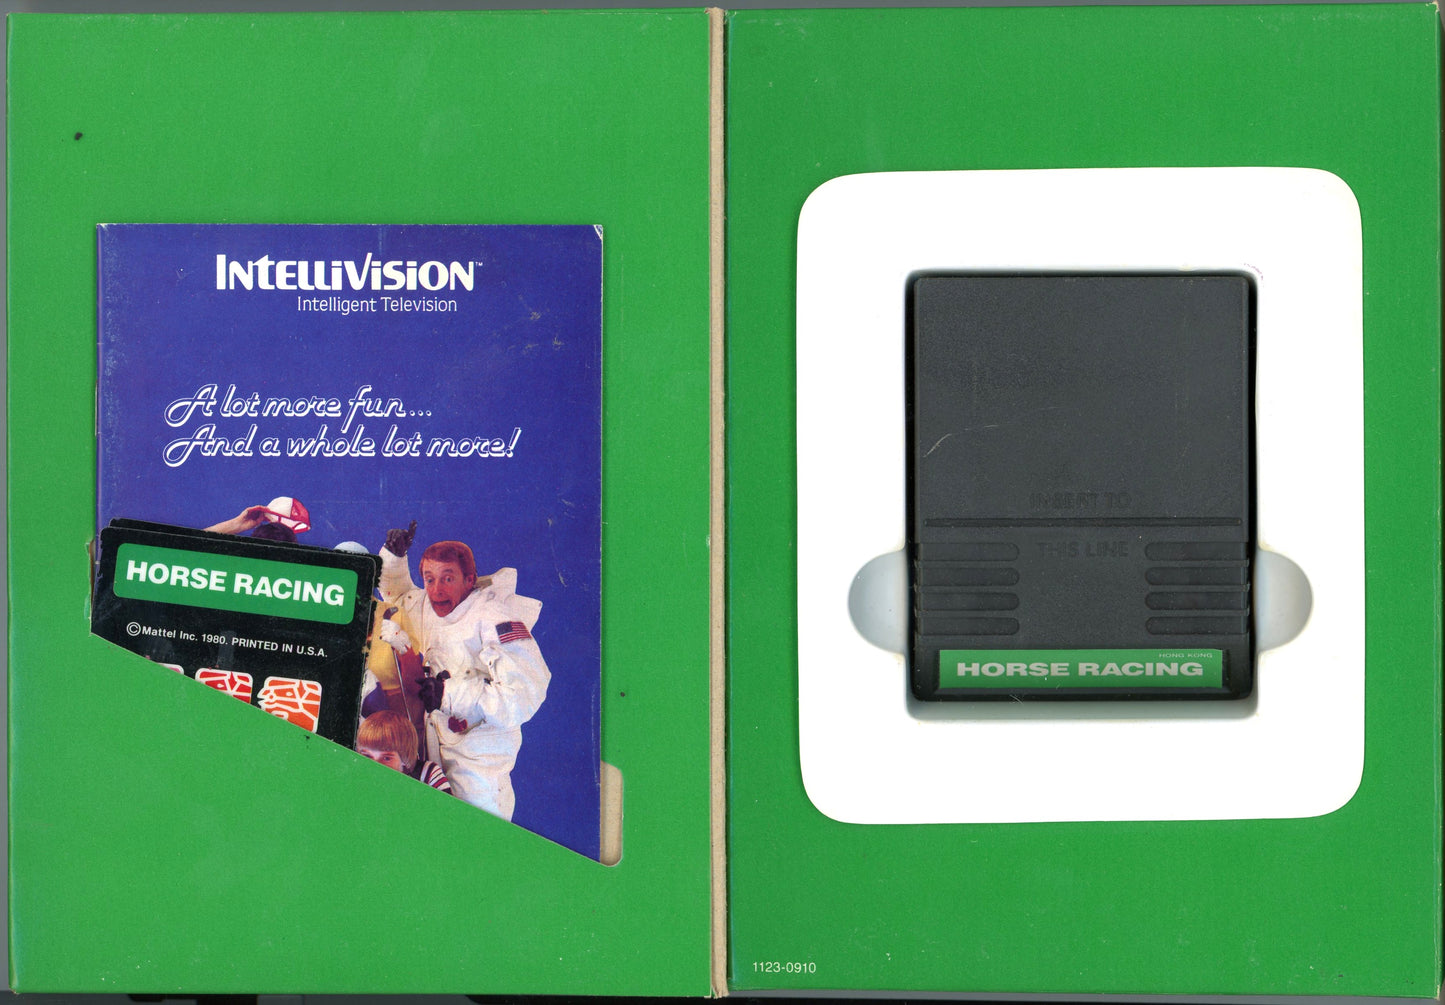 INTELLIVISION™
Intelligent Television
A lot more fun...
And a whole lot more!
HORSE RACING
©Mattel Inc. 1980. PRINTED IN U.S.A.
INSERT TO
THIS LINE
HONG KONG
HORSE RACING
1123-0910